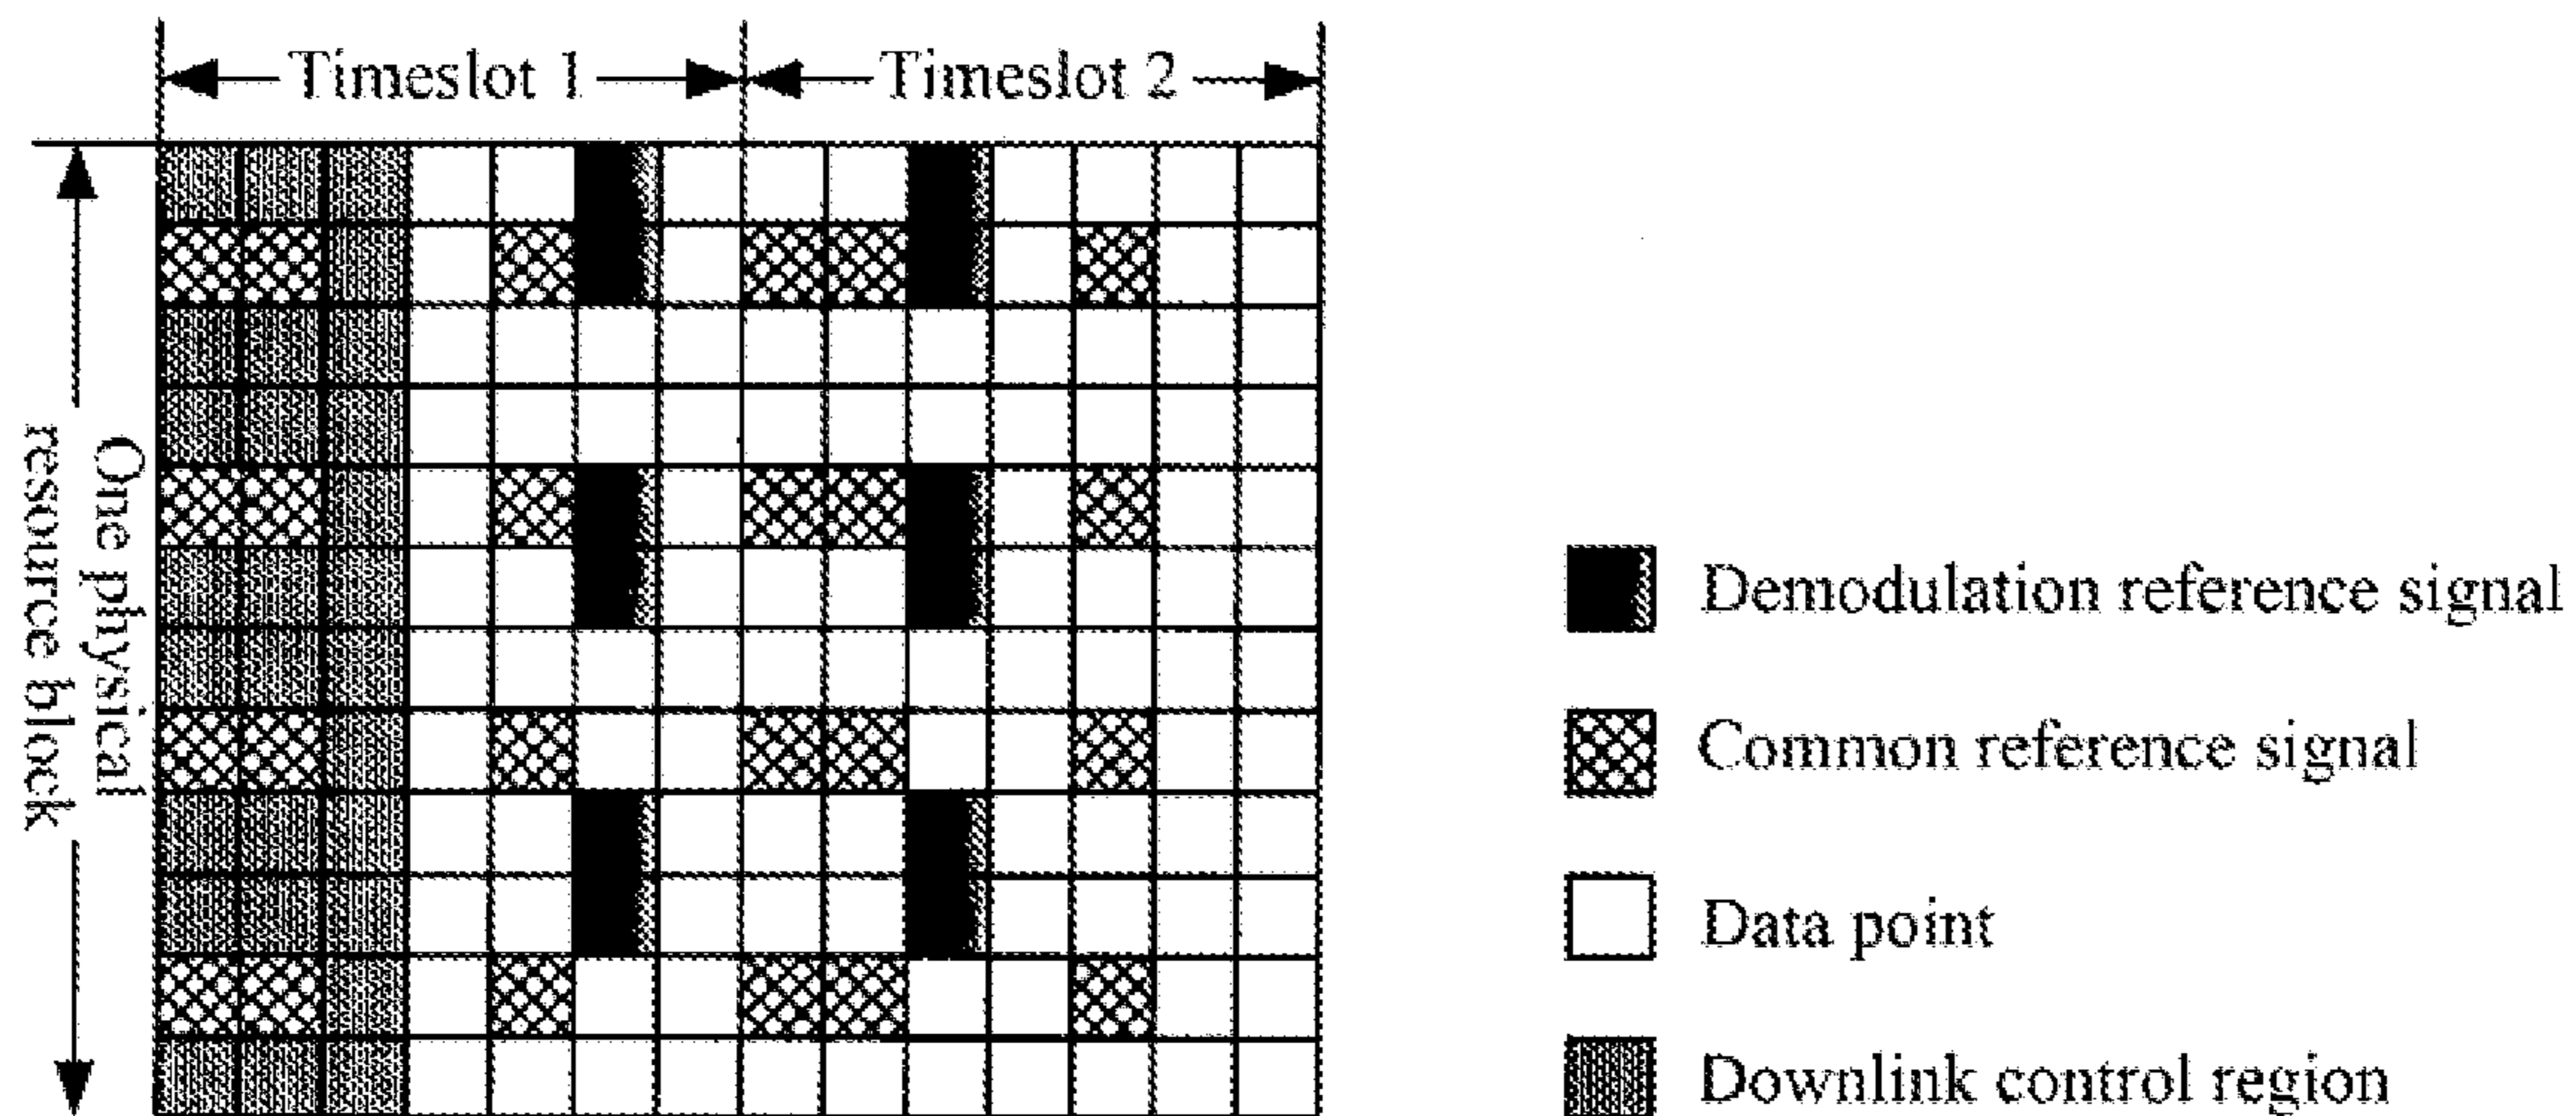 Timeslot 1
Timeslot 2
One physical
resource block
Demodulation reference signal
Common reference signal
Data point
Downlink control region